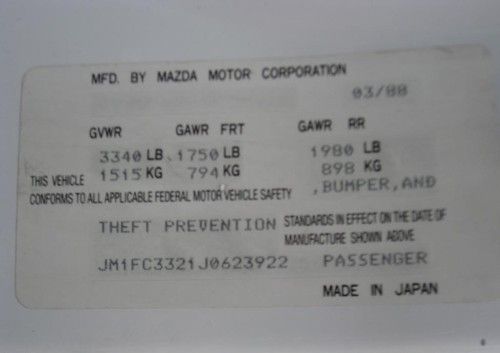 MFD. BY MAZDA MOTOR CORPORATION
03/88
GVWR GAWR FRT GAWR RR
3340 LB 1750 LB 1980 LB
THIS VEHICLE 1515 KG 794 KG 898 KG
CONFORMS TO ALL APPLICABLE FEDERAL MOTOR VEHICLE SAFETY ,BUMPER,AND
THEFT PREVENTION STANDARDS IN EFFECT ON THE DATE OF
MANUFACTURE SHOWN ABOVE
JM1FC3321J0623922 PASSENGER
MADE IN JAPAN